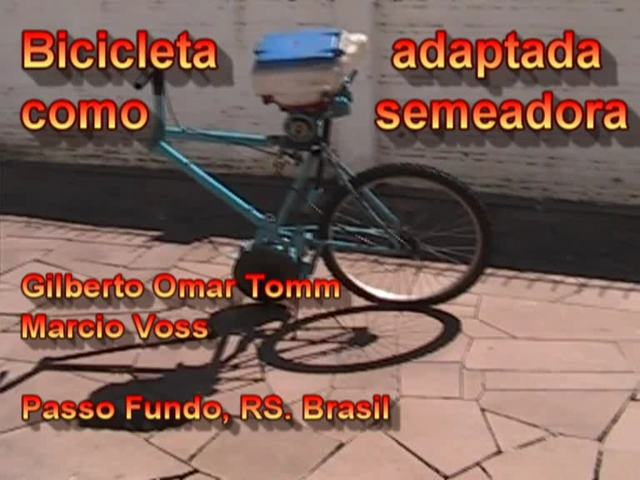 Bicicleta adaptada
como semeadora
Gilberto Omar Tomm
Marcio Voss
Passo Fundo, RS. Brasil